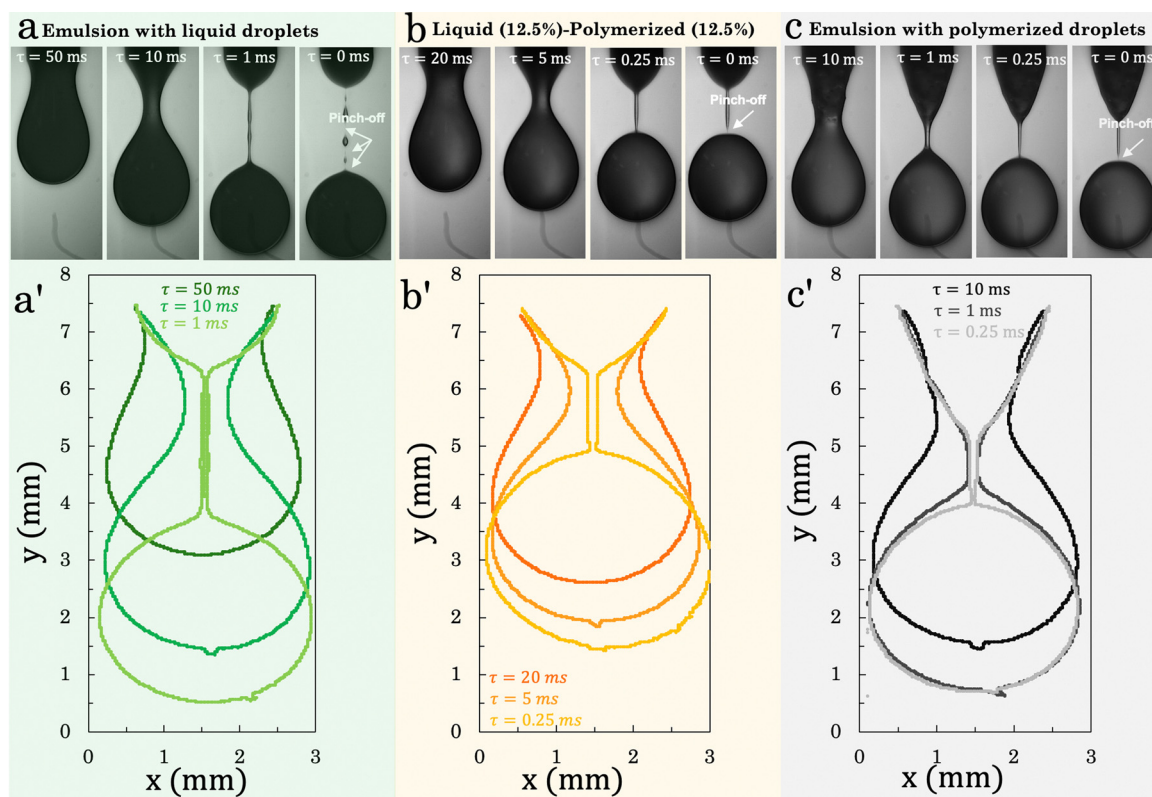 a Emulsion with liquid droplets
τ = 50 ms τ = 10 ms τ = 1 ms τ = 0 ms
Pinch-off
b Liquid (12.5%)-Polymerized (12.5%)
τ = 20 ms τ = 5 ms τ = 0.25 ms τ = 0 ms
Pinch-off
c Emulsion with polymerized droplets
τ = 10 ms τ = 1 ms τ = 0.25 ms τ = 0 ms
Pinch-off
a'
τ = 50 ms
τ = 10 ms
τ = 1 ms
8
7
6
5
4
3
2
1
0
y (mm)
0 1 2 3
x (mm)
b'
τ = 20 ms
τ = 5 ms
τ = 0.25 ms
8
7
6
5
4
3
2
1
0
y (mm)
0 1 2 3
x (mm)
c'
τ = 10 ms
τ = 1 ms
τ = 0.25 ms
8
7
6
5
4
3
2
1
0
y (mm)
0 1 2 3
x (mm)